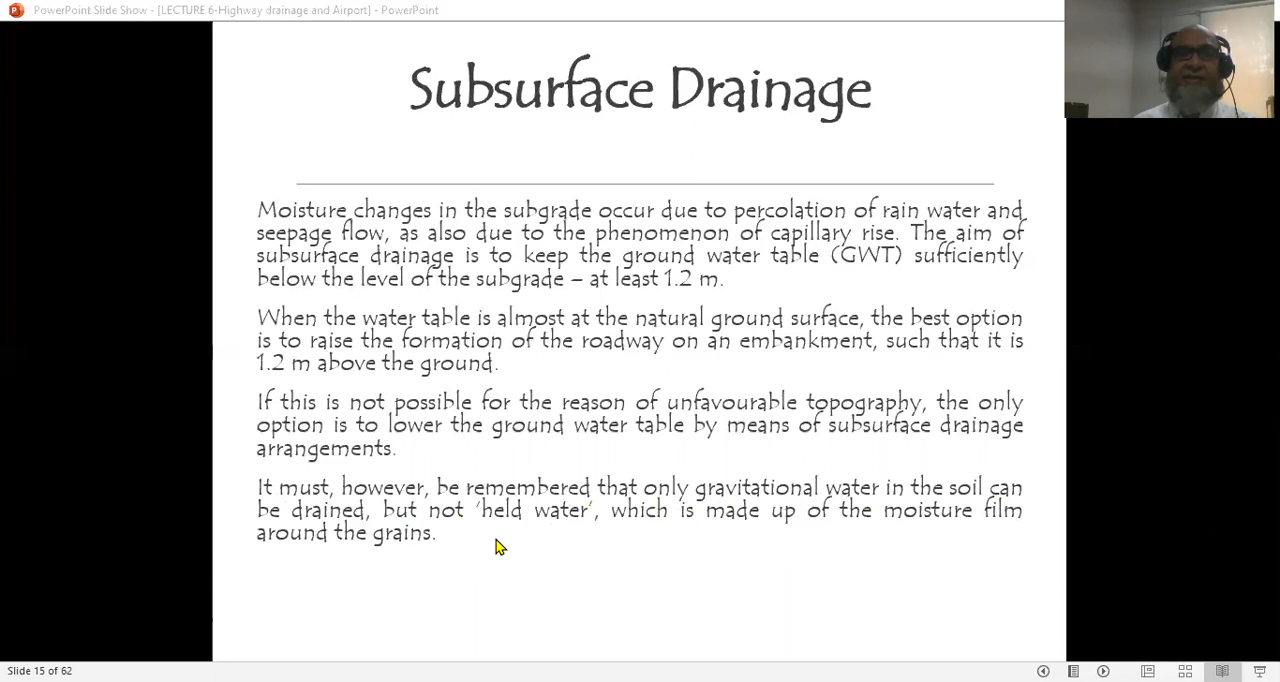 PowerPoint Slide Show - [LECTURE 6-Highway drainage and Airport] - PowerPoint
Subsurface Drainage
Moisture changes in the subgrade occur due to percolation of rain water and
seepage flow, as also due to the phenomenon of capillary rise. The aim of
subsurface drainage is to keep the ground water table (GWT) sufficiently
below the level of the subgrade – at least 1.2 m.
When the water table is almost at the natural ground surface, the best option
is to raise the formation of the roadway on an embankment, such that it is
1.2 m above the ground.
If this is not possible for the reason of unfavourable topography, the only
option is to lower the ground water table by means of subsurface drainage
arrangements.
It must, however, be remembered that only gravitational water in the soil can
be drained, but not 'held water', which is made up of the moisture film
around the grains.
Slide 15 of 62